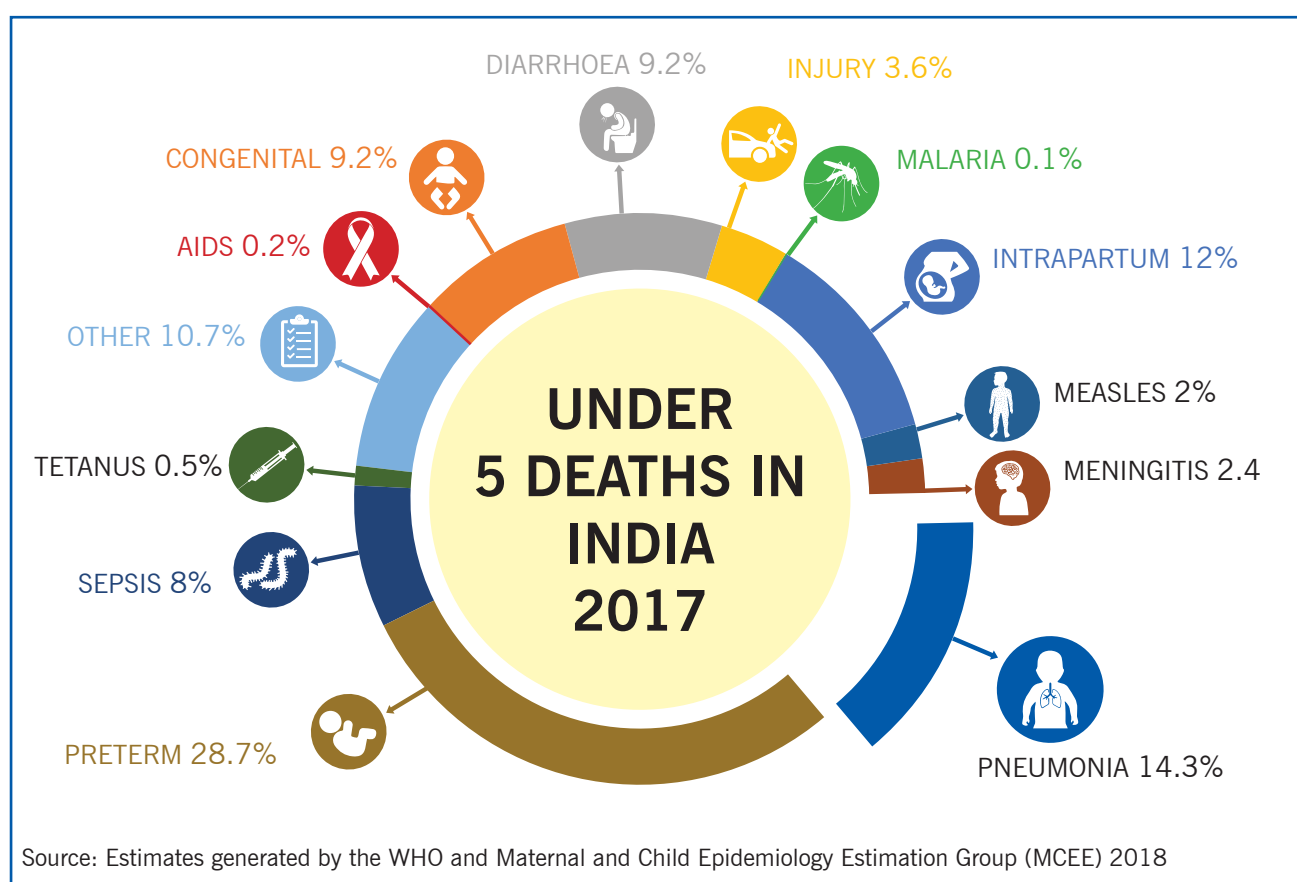 DIARRHOEA 9.2%
INJURY 3.6%
CONGENITAL 9.2%
MALARIA 0.1%
AIDS 0.2%
INTRAPARTUM 12%
OTHER 10.7%
MEASLES 2%
TETANUS 0.5%
MENINGITIS 2.4
UNDER
5 DEATHS IN
INDIA
2017
SEPSIS 8%
PRETERM 28.7%
PNEUMONIA 14.3%
Source: Estimates generated by the WHO and Maternal and Child Epidemiology Estimation Group (MCEE) 2018